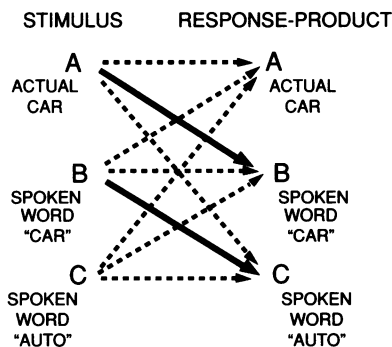 STIMULUS RESPONSE-PRODUCT
A A
ACTUAL ACTUAL
CAR CAR
B B
SPOKEN SPOKEN
WORD WORD
"CAR" "CAR"
C C
SPOKEN SPOKEN
WORD WORD
"AUTO" "AUTO"